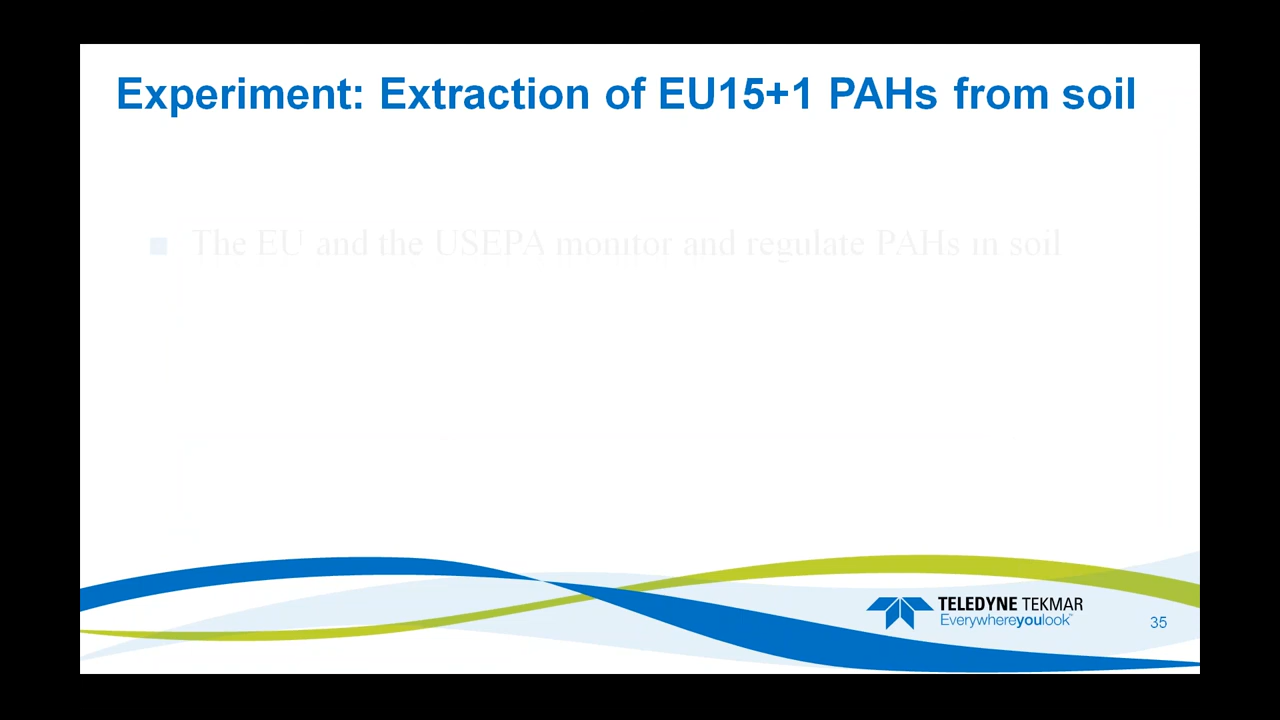 Experiment: Extraction of EU15+1 PAHs from soil
The EU and the USEPA monitor and regulate PAHs in soil
TELEDYNE TEKMAR
Everywhereyoulook™
35